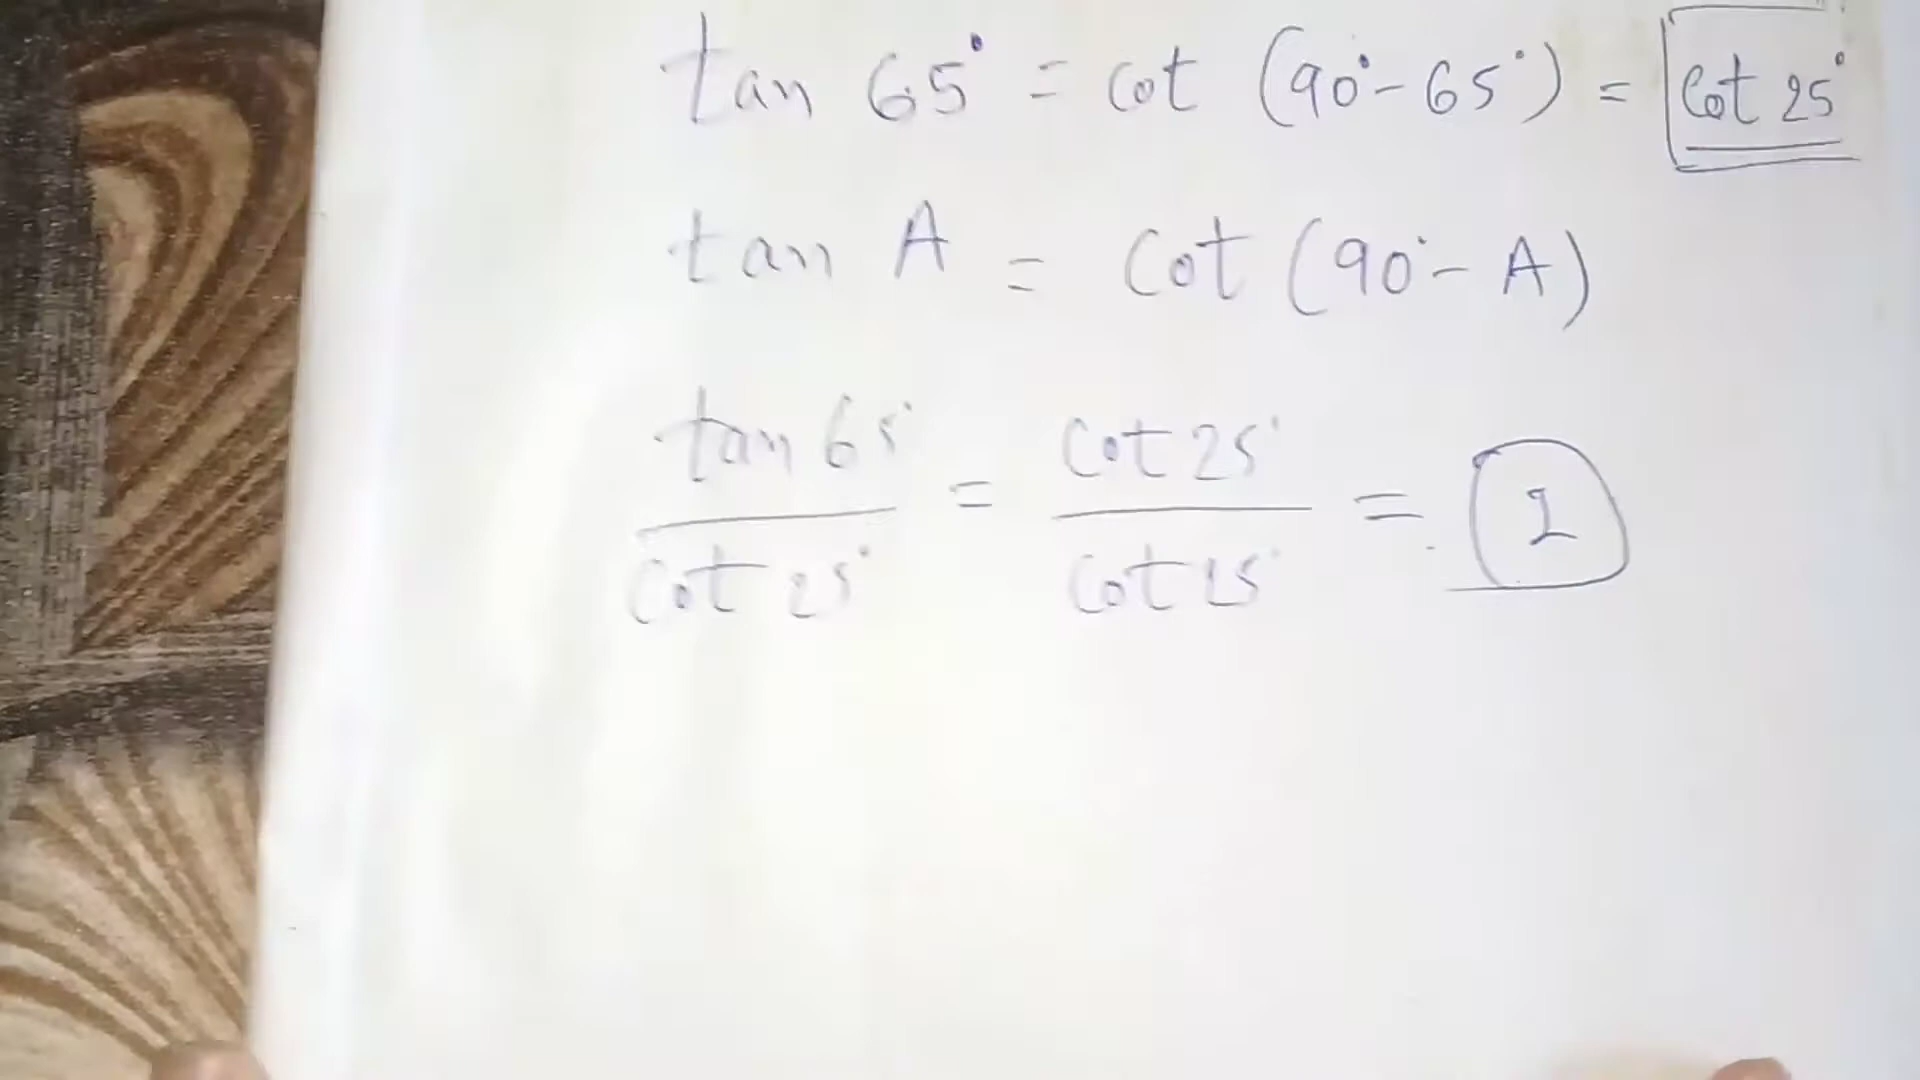 tan 65° = cot (90° - 65°) = cot 25°
tan A = cot (90° - A)
tan 65° / cot 25° = cot 25° / cot 25° = 1